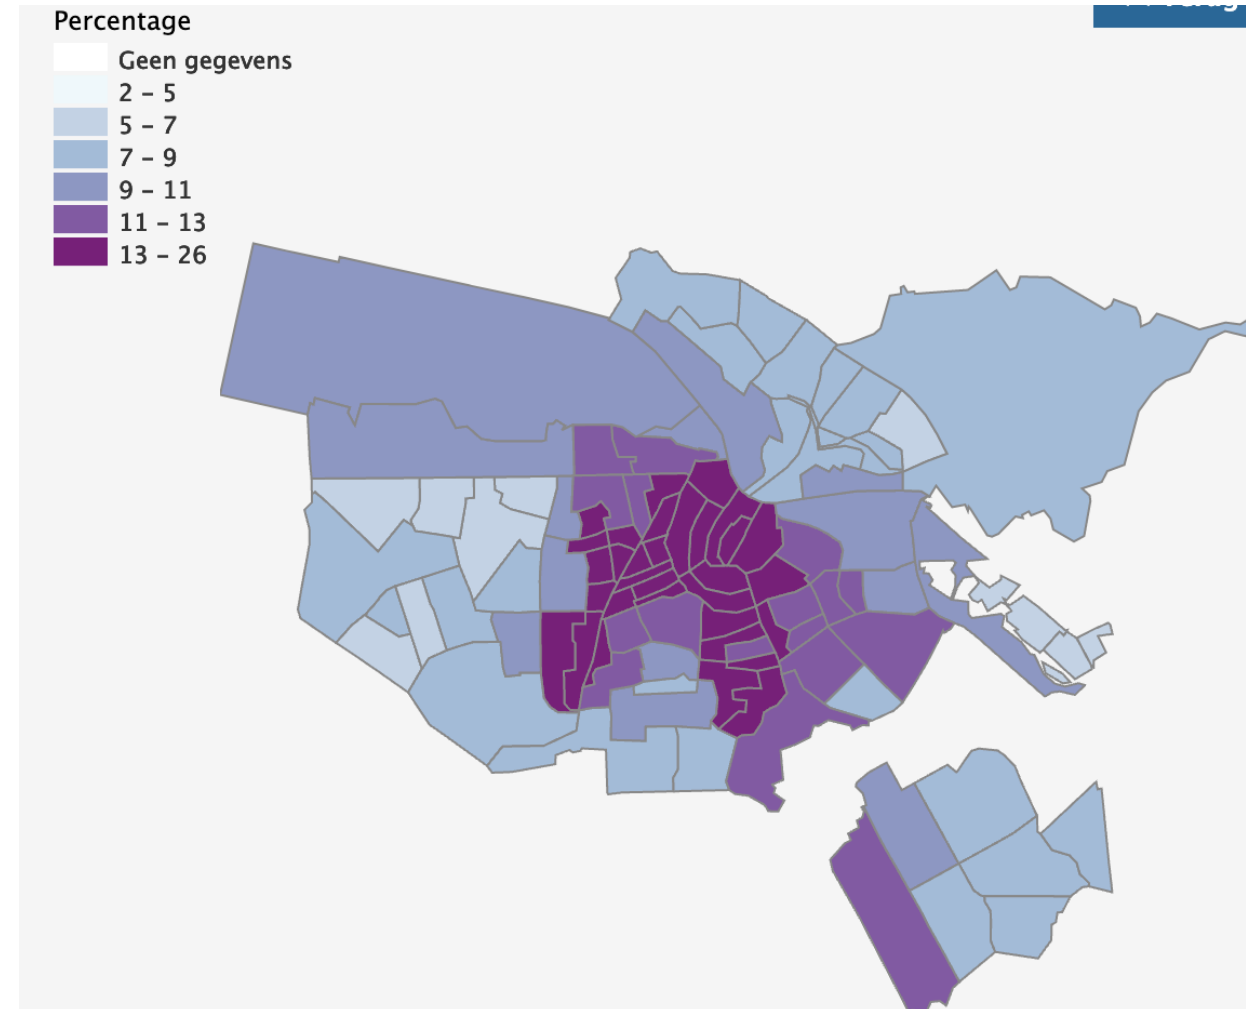 Percentage
Geen gegevens
2 – 5
5 – 7
7 – 9
9 – 11
11 – 13
13 – 26